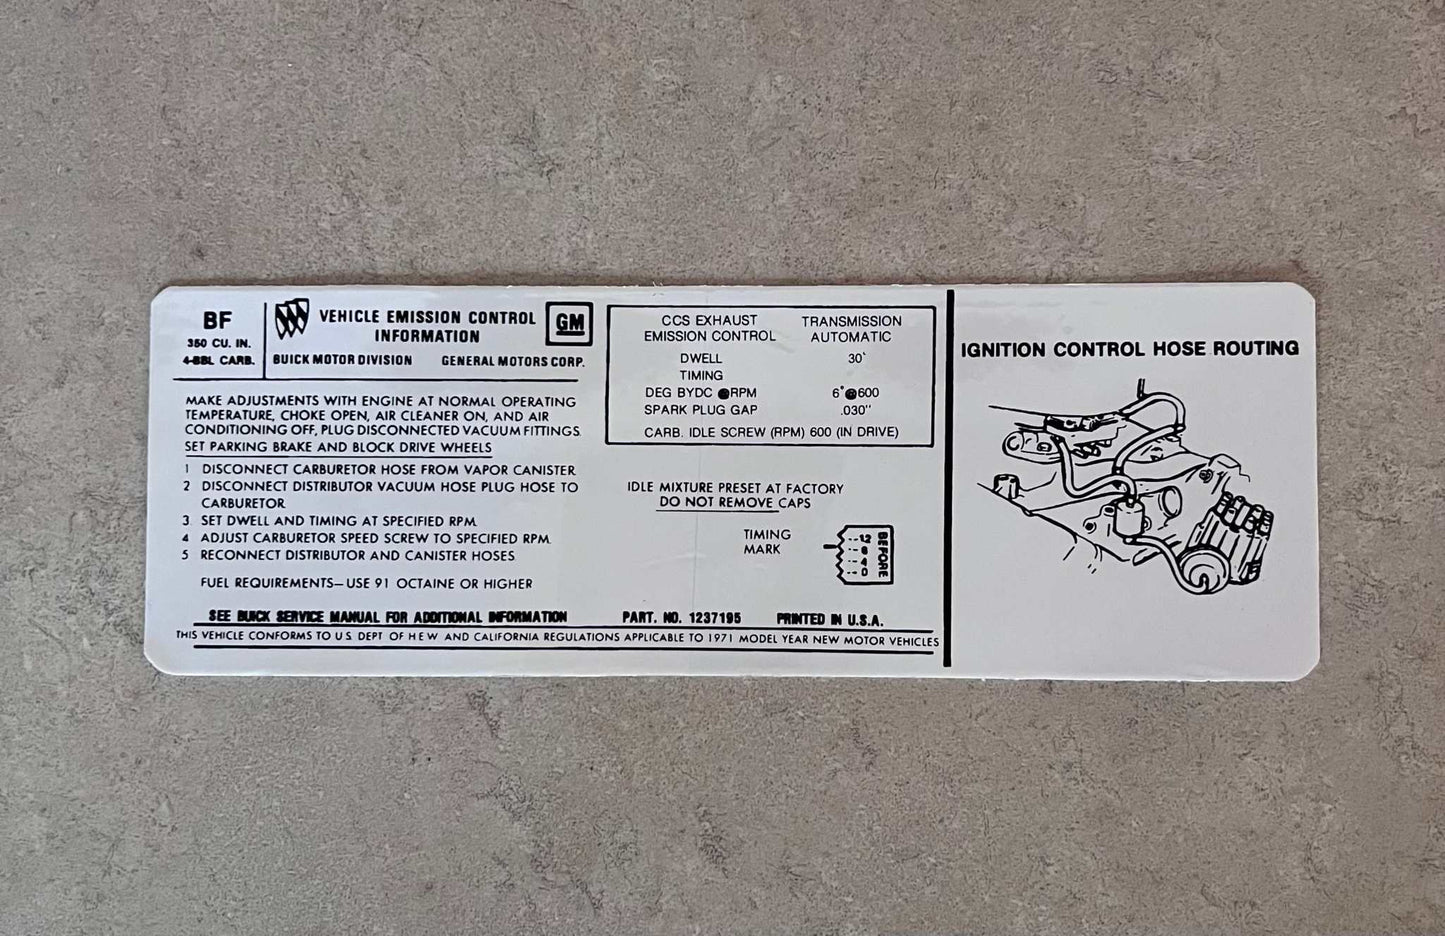 BF
350 CU. IN.
4-BBL CARB.
VEHICLE EMISSION CONTROL
INFORMATION
GM
BUICK MOTOR DIVISION GENERAL MOTORS CORP.
MAKE ADJUSTMENTS WITH ENGINE AT NORMAL OPERATING
TEMPERATURE, CHOKE OPEN, AIR CLEANER ON, AND AIR
CONDITIONING OFF, PLUG DISCONNECTED VACUUM FITTINGS.
SET PARKING BRAKE AND BLOCK DRIVE WHEELS
1 DISCONNECT CARBURETOR HOSE FROM VAPOR CANISTER.
2 DISCONNECT DISTRIBUTOR VACUUM HOSE PLUG HOSE TO
CARBURETOR.
3. SET DWELL AND TIMING AT SPECIFIED RPM.
4 ADJUST CARBURETOR SPEED SCREW TO SPECIFIED RPM.
5 RECONNECT DISTRIBUTOR AND CANISTER HOSES.
FUEL REQUIREMENTS—USE 91 OCTAINE OR HIGHER
SEE BUICK SERVICE MANUAL FOR ADDITIONAL INFORMATION PART. NO. 1237195 PRINTED IN U.S.A.
THIS VEHICLE CONFORMS TO U.S. DEPT. OF H E W AND CALIFORNIA REGULATIONS APPLICABLE TO 1971 MODEL YEAR NEW MOTOR VEHICLES
CCS EXHAUST TRANSMISSION
EMISSION CONTROL AUTOMATIC
DWELL 30°
TIMING
DEG BYDC @RPM 6°@600
SPARK PLUG GAP .030"
CARB. IDLE SCREW (RPM) 600 (IN DRIVE)
IDLE MIXTURE PRESET AT FACTORY
DO NOT REMOVE CAPS
TIMING
MARK
12
8
4
0
BEFORE
IGNITION CONTROL HOSE ROUTING